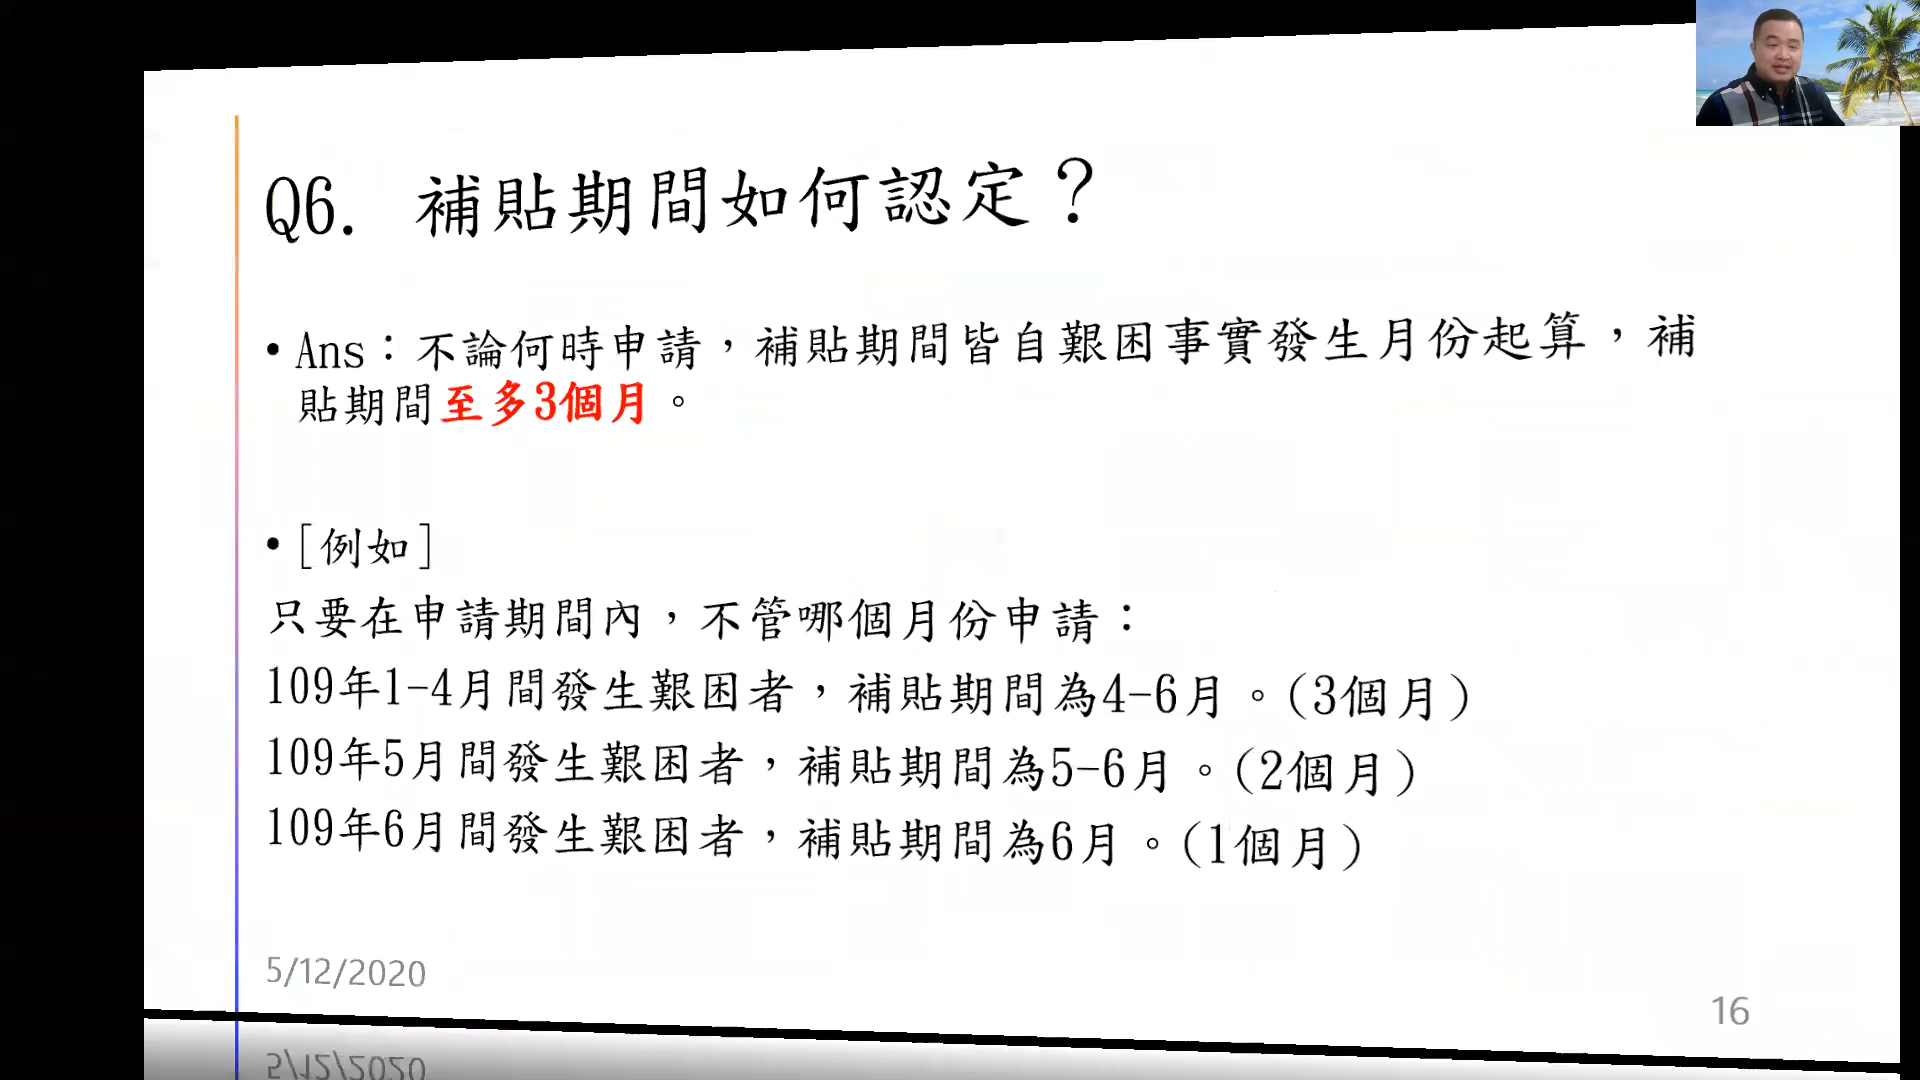 Q6. 補貼期間如何認定？
•Ans：不論何時申請，補貼期間皆自艱困事實發生月份起算，補
貼期間至多3個月。
•[例如]
只要在申請期間內，不管哪個月份申請：
109年1-4月間發生艱困者，補貼期間為4-6月。(3個月)
109年5月間發生艱困者，補貼期間為5-6月。(2個月)
109年6月間發生艱困者，補貼期間為6月。(1個月)
5/12/2020
16
5/12/2020